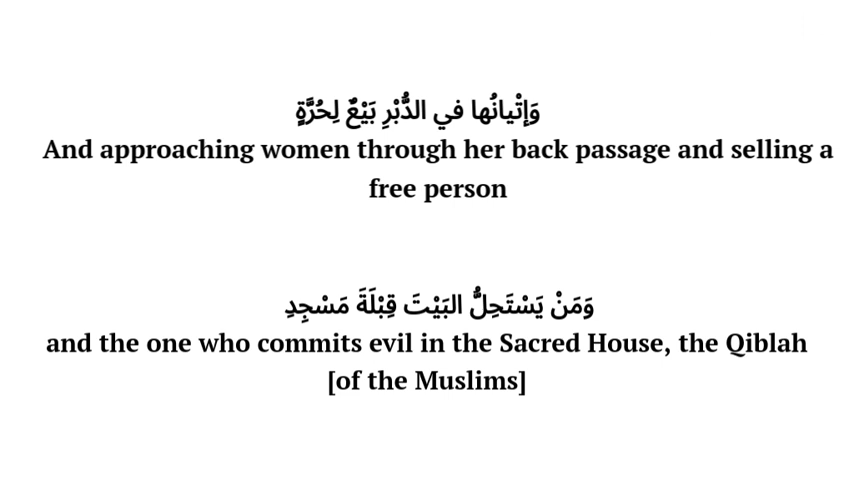 وَإتْيانُها في الدُّبْرِ بَيْعٌ لِحُرَّةٍ
And approaching women through her back passage and selling a
free person
وَمَنْ يَسْتَحِلُّ البَيْتَ قِبْلَةَ مَسْجِدِ
and the one who commits evil in the Sacred House, the Qiblah
[of the Muslims]